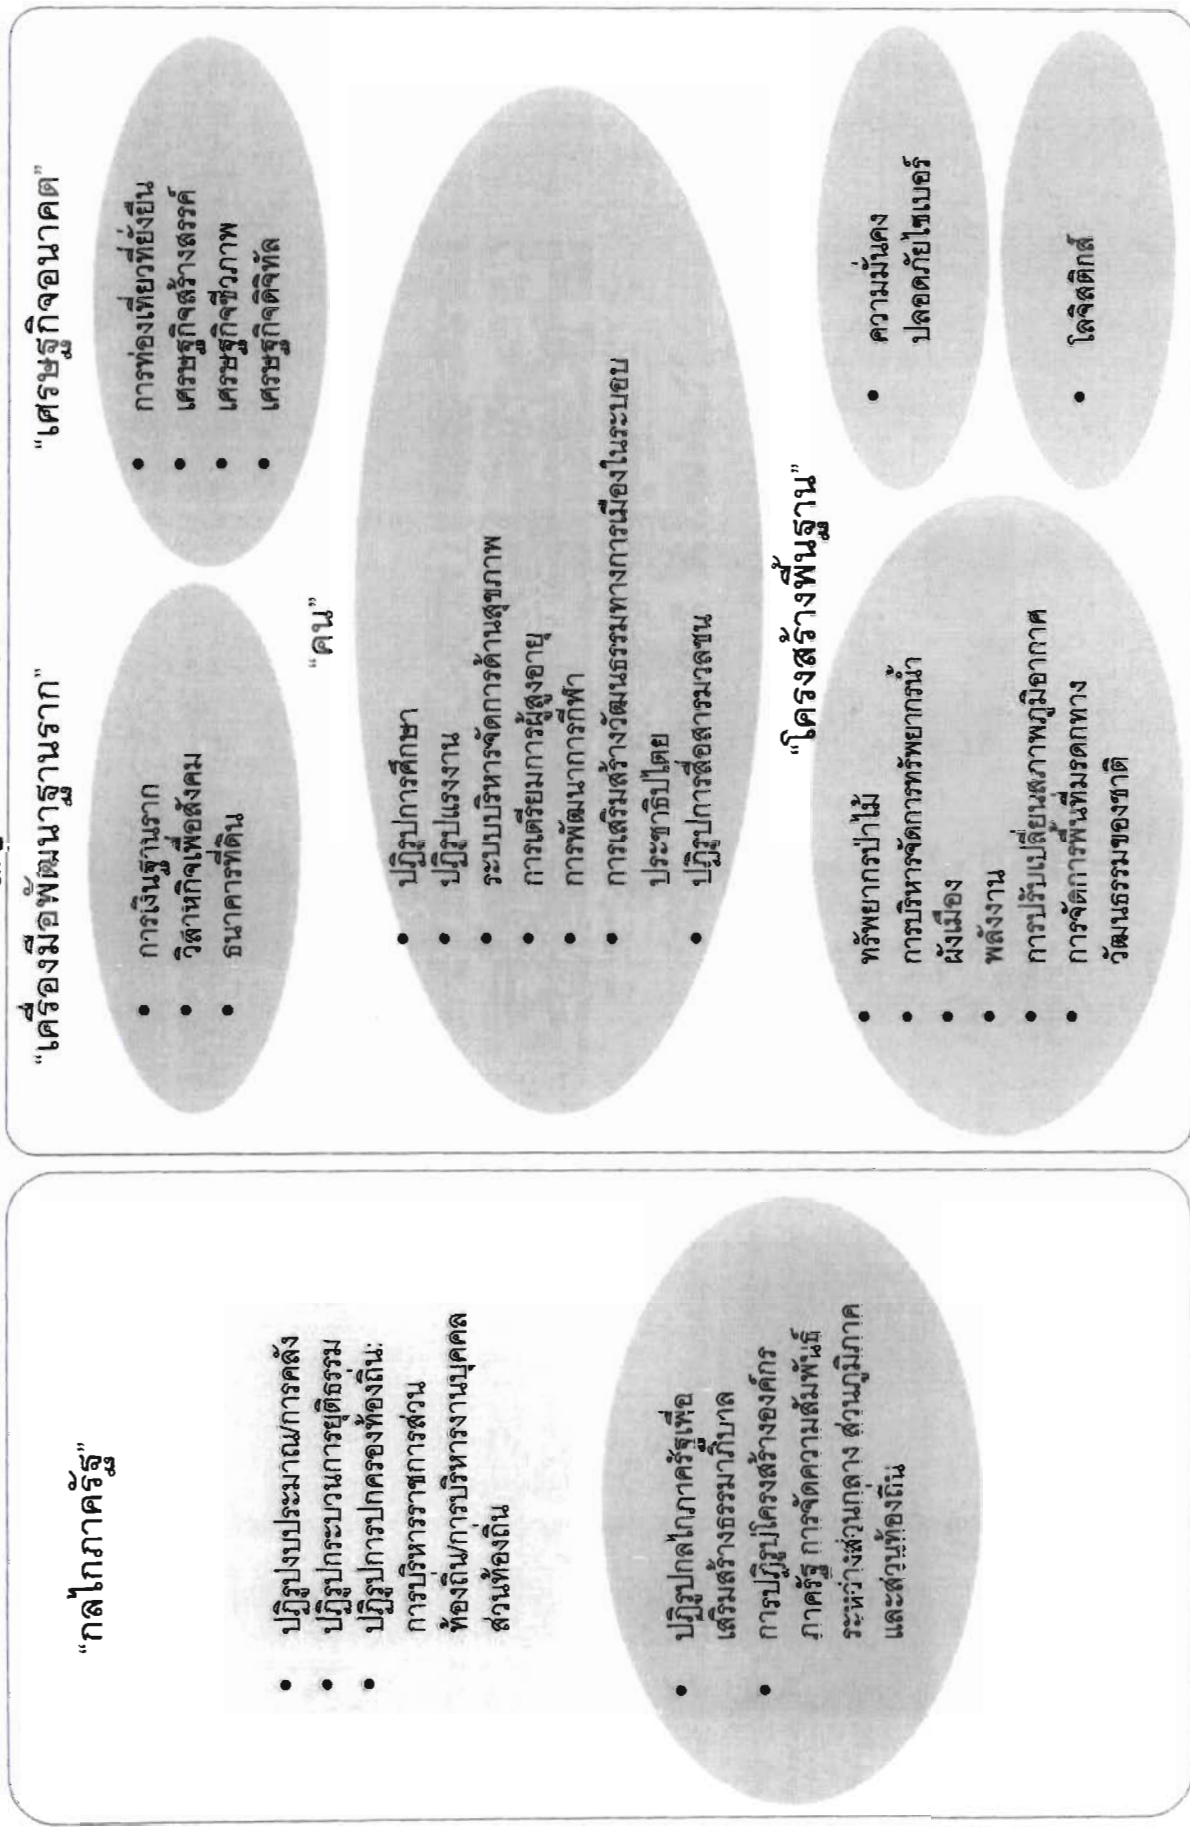 “กลไกภาครัฐ”
• ปฏิรูปงบประมาณ/การคลัง
• ปฏิรูปกระบวนการยุติธรรม
• ปฏิรูปการปกครองท้องถิ่น:
การบริหารราชการส่วน
ท้องถิ่น/การบริหารงานบุคคล
ส่วนท้องถิ่น
• ปฏิรูปกลไกภาครัฐเพื่อ
เสริมสร้างธรรมาภิบาล
• การปฏิรูปโครงสร้างองค์กร
ภาครัฐ การจัดความสัมพันธ์
ระหว่างส่วนกลาง ส่วนภูมิภาค
และส่วนท้องถิ่น
“เครื่องมือพัฒนาฐานราก”
• การเงินฐานราก
• วิสาหกิจเพื่อสังคม
• ธนาคารที่ดิน
“เศรษฐกิจอนาคต”
• การท่องเที่ยวที่ยั่งยืน
• เศรษฐกิจสร้างสรรค์
• เศรษฐกิจชีวภาพ
• เศรษฐกิจดิจิทัล
“คน”
• ปฏิรูปการศึกษา
• ปฏิรูปแรงงาน
• ระบบบริหารจัดการด้านสุขภาพ
• การเตรียมการผู้สูงอายุ
• การพัฒนาการกีฬา
• การเสริมสร้างวัฒนธรรมทางการเมืองในระบอบ
ประชาธิปไตย
• ปฏิรูปการสื่อสารมวลชน
“โครงสร้างพื้นฐาน”
• ทรัพยากรป่าไม้
• การบริหารจัดการทรัพยากรน้ำ
• ผังเมือง
• พลังงาน
• การปรับเปลี่ยนสภาพภูมิอากาศ
• การจัดการพื้นที่มรดกทาง
วัฒนธรรมของชาติ
• ความมั่นคง
ปลอดภัยไซเบอร์
• โลจิสติกส์